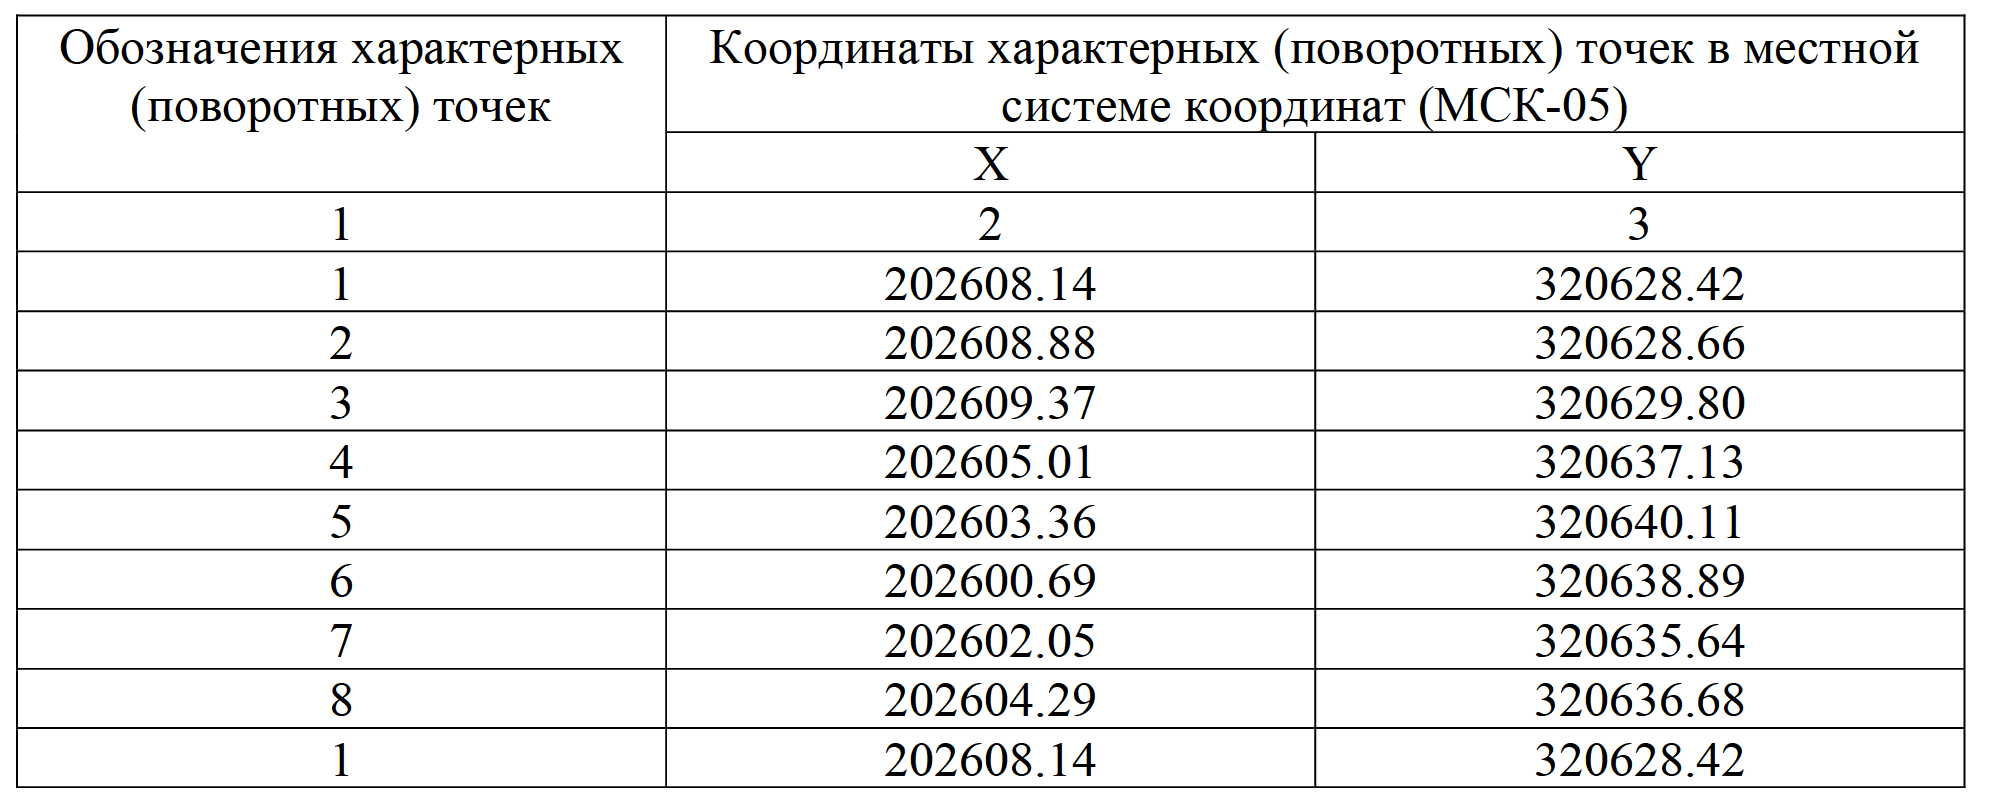 Обозначения характерных
(поворотных) точек
Координаты характерных (поворотных) точек в местной
системе координат (МСК-05)
X Y
1 2 3
1 202608.14 320628.42
2 202608.88 320628.66
3 202609.37 320629.80
4 202605.01 320637.13
5 202603.36 320640.11
6 202600.69 320638.89
7 202602.05 320635.64
8 202604.29 320636.68
1 202608.14 320628.42